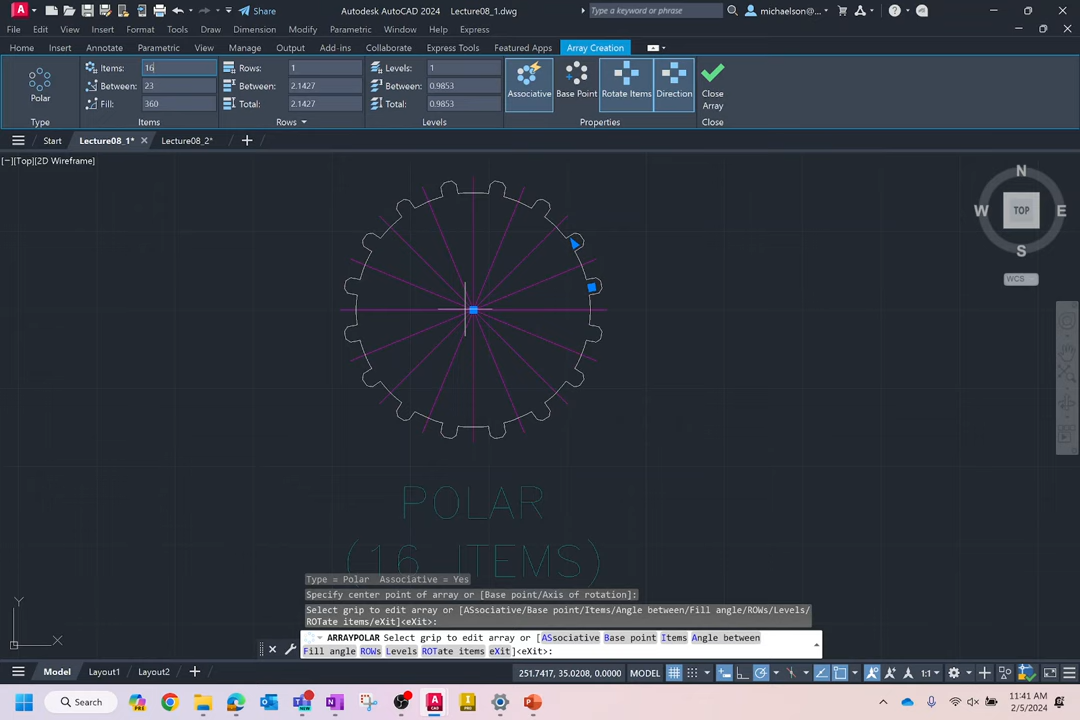 Share
Autodesk AutoCAD 2024 Lecture08_1.dwg
Type a keyword or phrase
michaelson...
File Edit View Insert Format Tools Draw Dimension Modify Parametric Window Help Express
Home Insert Annotate Parametric View Manage Output Add-ins Collaborate Express Tools Featured Apps Array Creation
Items: 16 Rows: 1 Levels: 1
Between: 23 Between: 2.1427 Between: 0.9853
Fill: 360 Total: 2.1427 Total: 0.9853
Polar
Associative Base Point Rotate Items Direction Close
Array
Type Items Rows Levels Properties Close
Start Lecture08_1* Lecture08_2*
[−][Top][2D Wireframe]
N
W TOP E
S
WCS
POLAR
(16 ITEMS)
Type = Polar Associative = Yes
Specify center point of array or [Base point/Axis of rotation]:
Select grip to edit array or [ASsociative/Base point/Items/Angle between/Fill angle/ROWs/Levels/
ROTate items/eXit]<eXit>:
ARRAYPOLAR Select grip to edit array or [ASsociative Base point Items Angle between
Fill angle ROWs Levels ROTate items eXit]<eXit>:
Y
X
Model Layout1 Layout2
251.7417, 35.0208, 0.0000 MODEL
1:1
Search
11:41 AM
2/5/2024